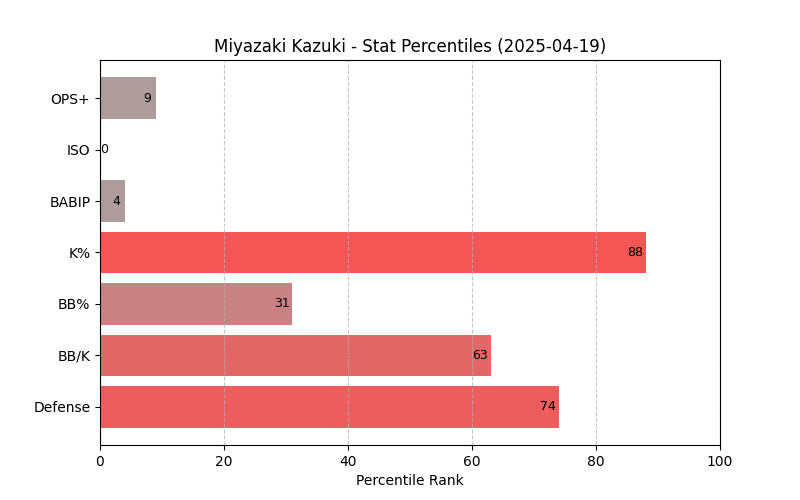 Miyazaki Kazuki - Stat Percentiles (2025-04-19)
OPS+ 9
ISO 0
BABIP 4
K% 88
BB% 31
BB/K 63
Defense 74
0 20 40 60 80 100
Percentile Rank